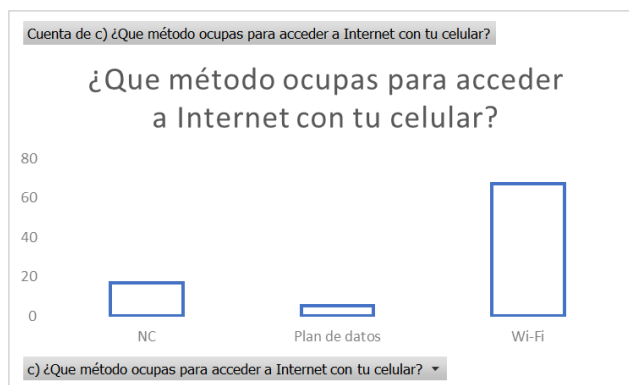 Cuenta de c) ¿Que método ocupas para acceder a Internet con tu celular?
¿Que método ocupas para acceder
a Internet con tu celular?
80
60
40
20
0
NC Plan de datos Wi-Fi
c) ¿Que método ocupas para acceder a Internet con tu celular?